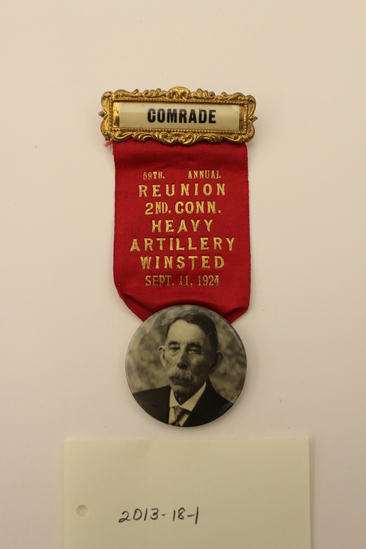 COMRADE
59TH. ANNUAL
REUNION
2ND. CONN.
HEAVY
ARTILLERY
WINSTED
SEPT. 11, 1924
2013-18-1